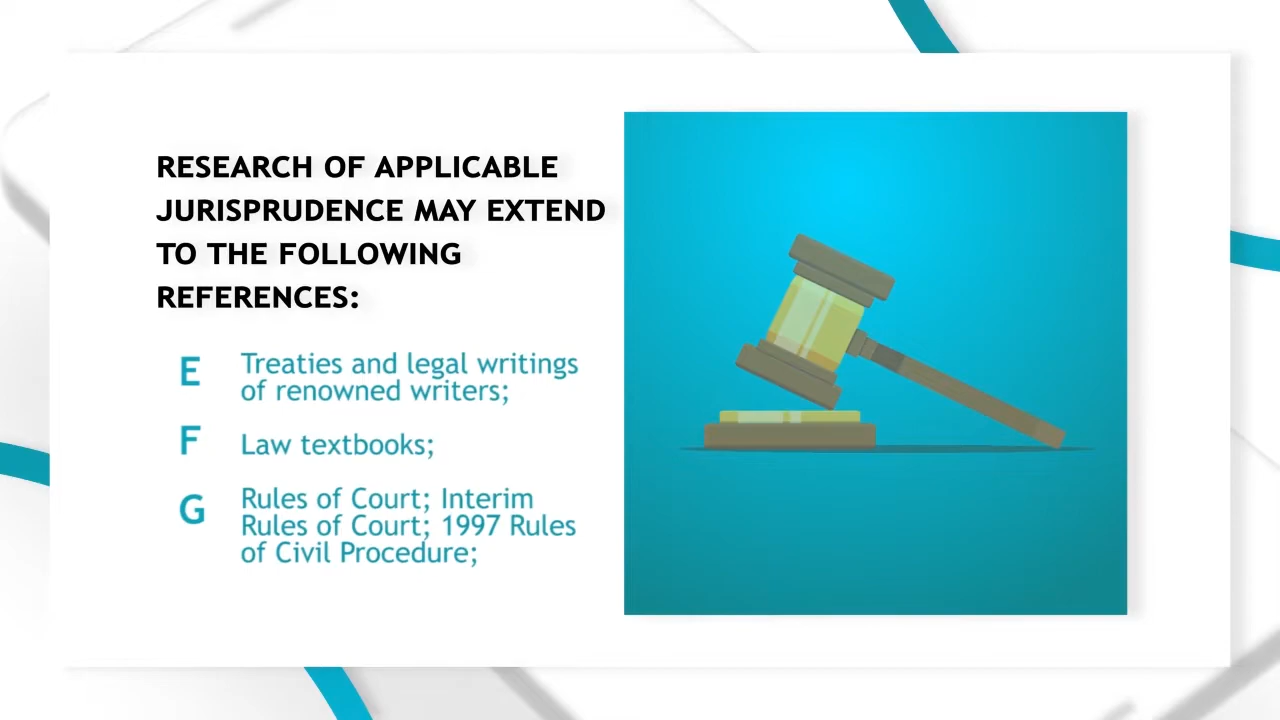 RESEARCH OF APPLICABLE
JURISPRUDENCE MAY EXTEND
TO THE FOLLOWING
REFERENCES:
E Treaties and legal writings
of renowned writers;
F Law textbooks;
G Rules of Court; Interim
Rules of Court; 1997 Rules
of Civil Procedure;